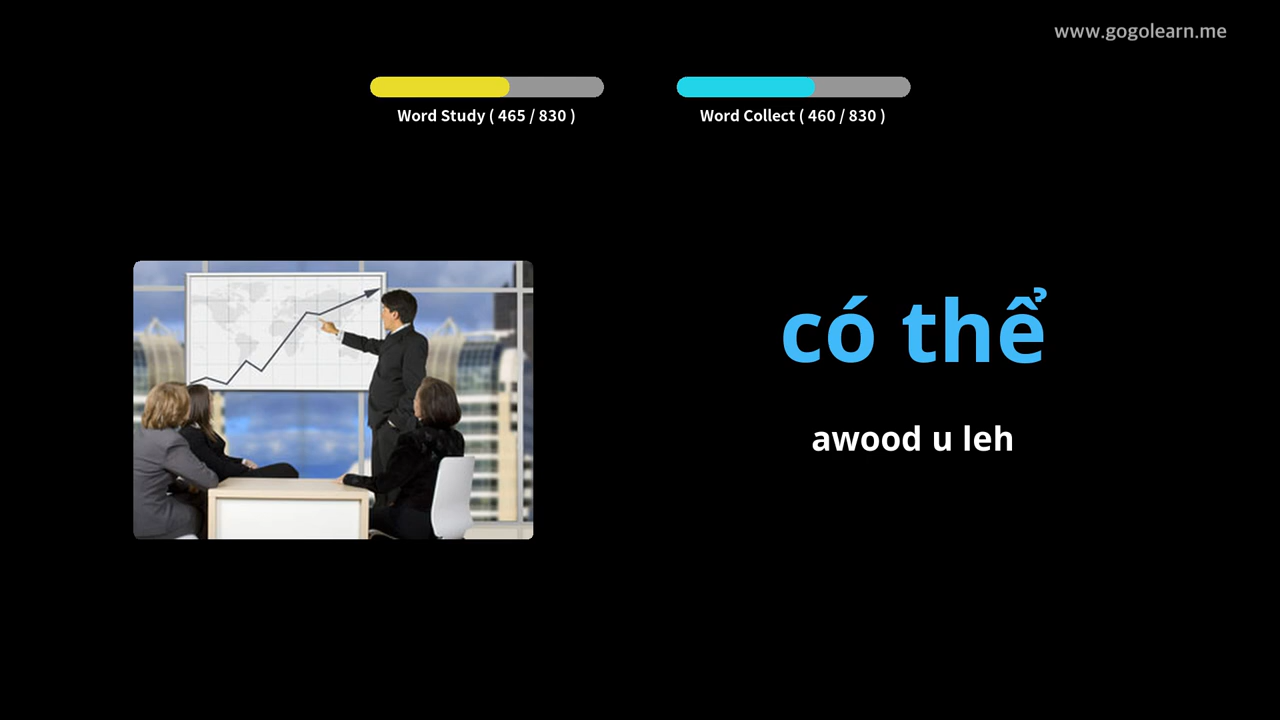 www.gogolearn.me
Word Study ( 465 / 830 )
Word Collect ( 460 / 830 )
có thể
awood u leh